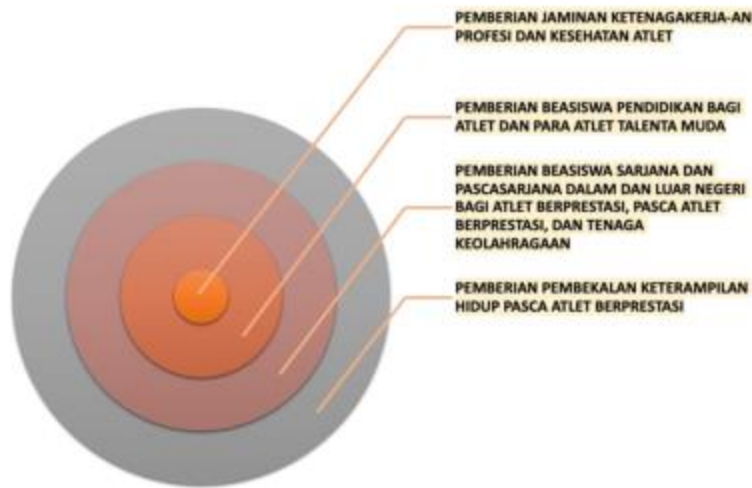 PEMBERIAN JAMINAN KETENAGAKERJA-AN
PROFESI DAN KESEHATAN ATLET
PEMBERIAN BEASISWA PENDIDIKAN BAGI
ATLET DAN PARA ATLET TALENTA MUDA
PEMBERIAN BEASISWA SARJANA DAN
PASCASARJANA DALAM DAN LUAR NEGERI
BAGI ATLET BERPRESTASI, PASCA ATLET
BERPRESTASI, DAN TENAGA
KEOLAHRAGAAN
PEMBERIAN PEMBEKALAN KETERAMPILAN
HIDUP PASCA ATLET BERPRESTASI